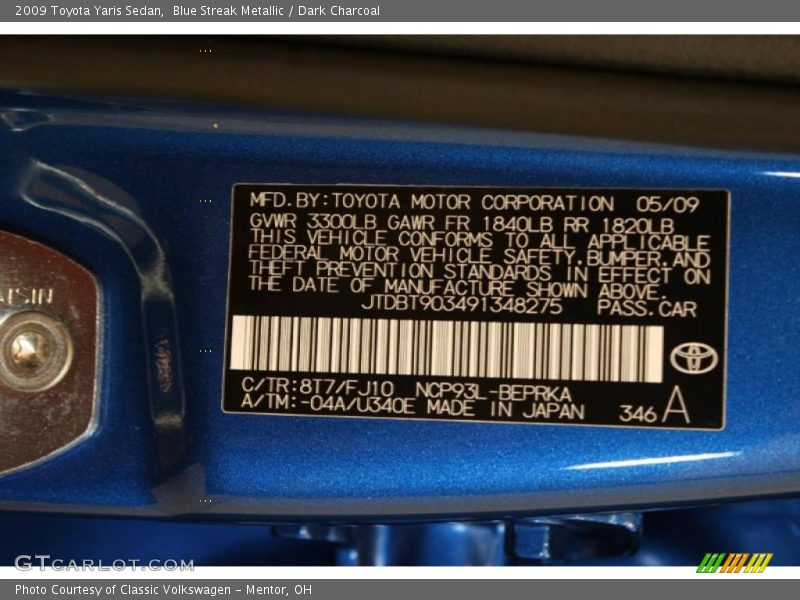 2009 Toyota Yaris Sedan,  Blue Streak Metallic / Dark Charcoal
MFD. BY: TOYOTA MOTOR CORPORATION 05/09
GVWR 3300LB GAWR FR 1840LB RR 1820LB
THIS VEHICLE CONFORMS TO ALL APPLICABLE
FEDERAL MOTOR VEHICLE SAFETY, BUMPER, AND
THEFT PREVENTION STANDARDS IN EFFECT ON
THE DATE OF MANUFACTURE SHOWN ABOVE.
JTDBT903491348275 PASS. CAR
C/TR: 8T7/FJ10 NCP93L-BEPRKA
A/TM: -04A/U340E MADE IN JAPAN 346 A
GTCARLOT.COM
Photo Courtesy of Classic Volkswagen - Mentor, OH